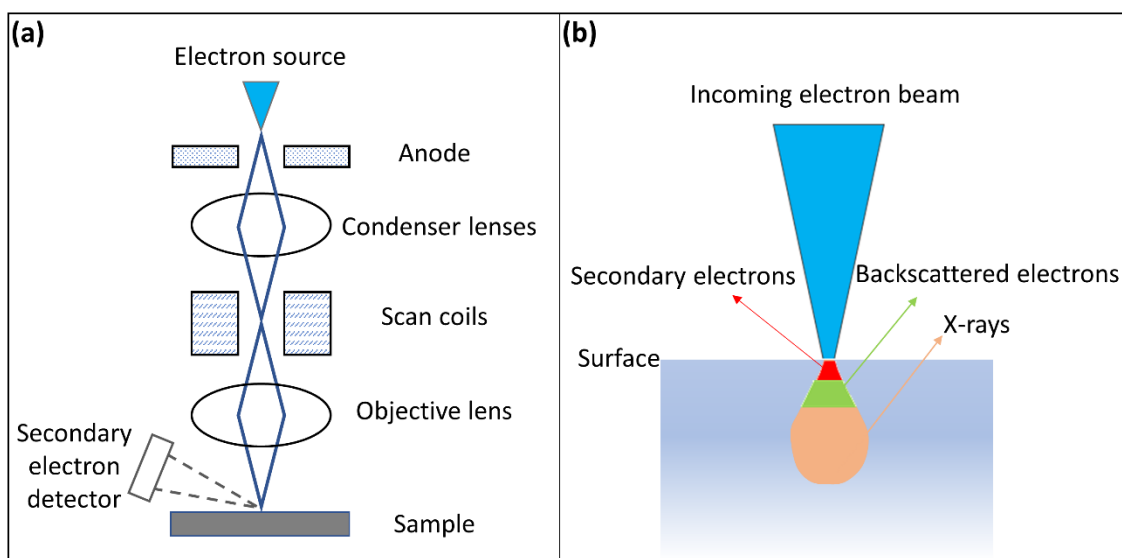 (a)
Electron source
Anode
Condenser lenses
Scan coils
Objective lens
Secondary
electron
detector
Sample
(b)
Incoming electron beam
Secondary electrons
Backscattered electrons
X-rays
Surface